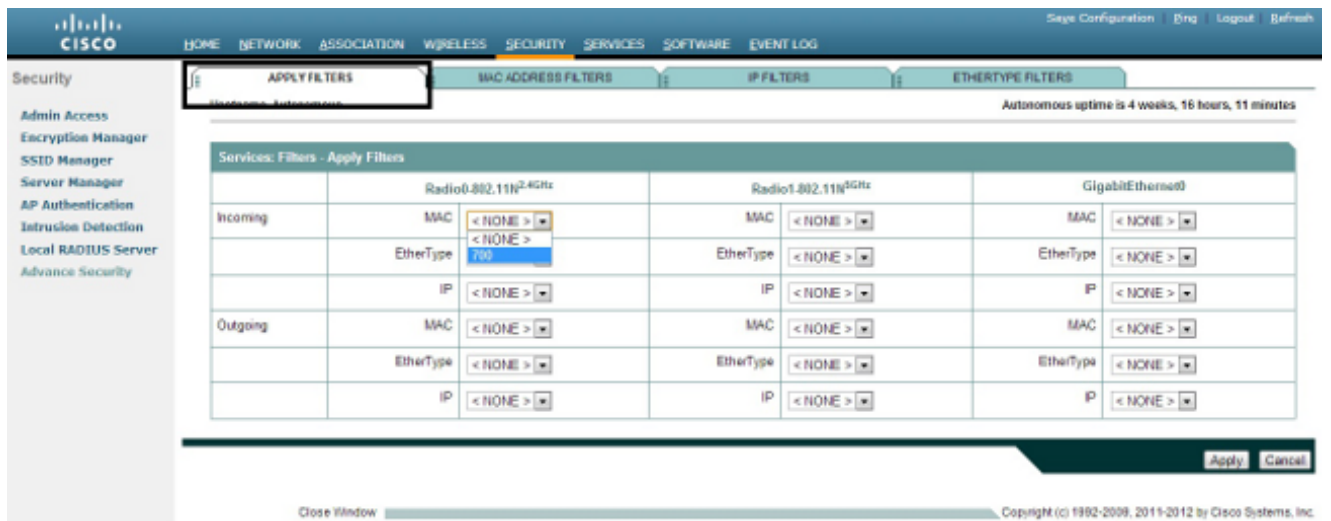 Save Configuration Ping Logout Refresh
CISCO
HOME NETWORK ASSOCIATION WIRELESS SECURITY SERVICES SOFTWARE EVENT LOG
Security
APPLY FILTERS MAC ADDRESS FILTERS IP FILTERS ETHERTYPE FILTERS
Hostname Autonomous
Autonomous uptime is 4 weeks, 16 hours, 11 minutes
Admin Access
Encryption Manager
SSID Manager
Server Manager
AP Authentication
Intrusion Detection
Local RADIUS Server
Advance Security
Services: Filters - Apply Filters
Radio0-802.11N2.4GHz Radio1-802.11N5GHz GigabitEthernet0
Incoming MAC < NONE > MAC < NONE > MAC < NONE >
< NONE >
700
EtherType EtherType < NONE > EtherType < NONE >
IP < NONE > IP < NONE > IP < NONE >
Outgoing MAC < NONE > MAC < NONE > MAC < NONE >
EtherType < NONE > EtherType < NONE > EtherType < NONE >
IP < NONE > IP < NONE > IP < NONE >
Apply Cancel
Close Window
Copyright (c) 1992-2009, 2011-2012 by Cisco Systems, Inc.